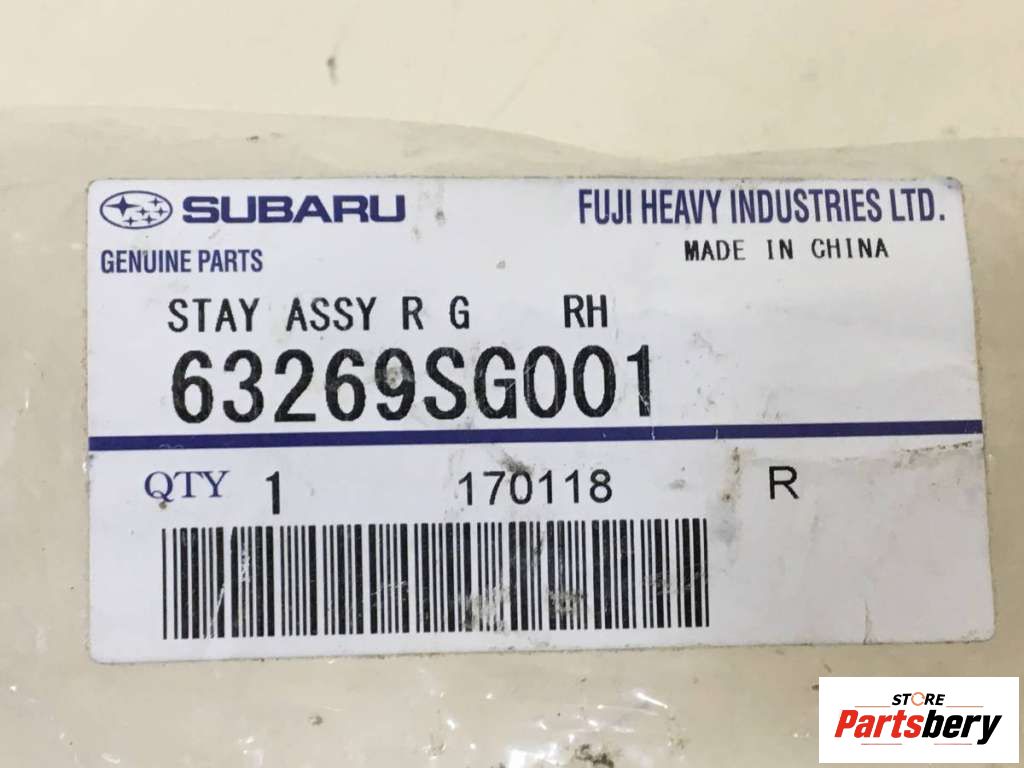 SUBARU FUJI HEAVY INDUSTRIES LTD.
GENUINE PARTS MADE IN CHINA
STAY ASSY R G RH
63269SG001
QTY 1 170118 R
STORE
Partsbery